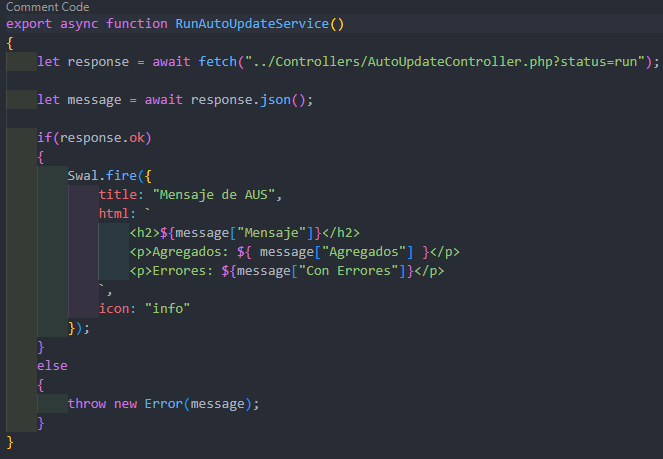 Comment Code
export async function RunAutoUpdateService()
{
let response = await fetch("../Controllers/AutoUpdateController.php?status=run");
let message = await response.json();
if(response.ok)
{
Swal.fire({
title: "Mensaje de AUS",
html: `
<h2>${message["Mensaje"]}</h2>
<p>Agregados: ${ message["Agregados"] }</p>
<p>Errores: ${message["Con Errores"]}</p>
`,
icon: "info"
});
}
else
{
throw new Error(message);
}
}